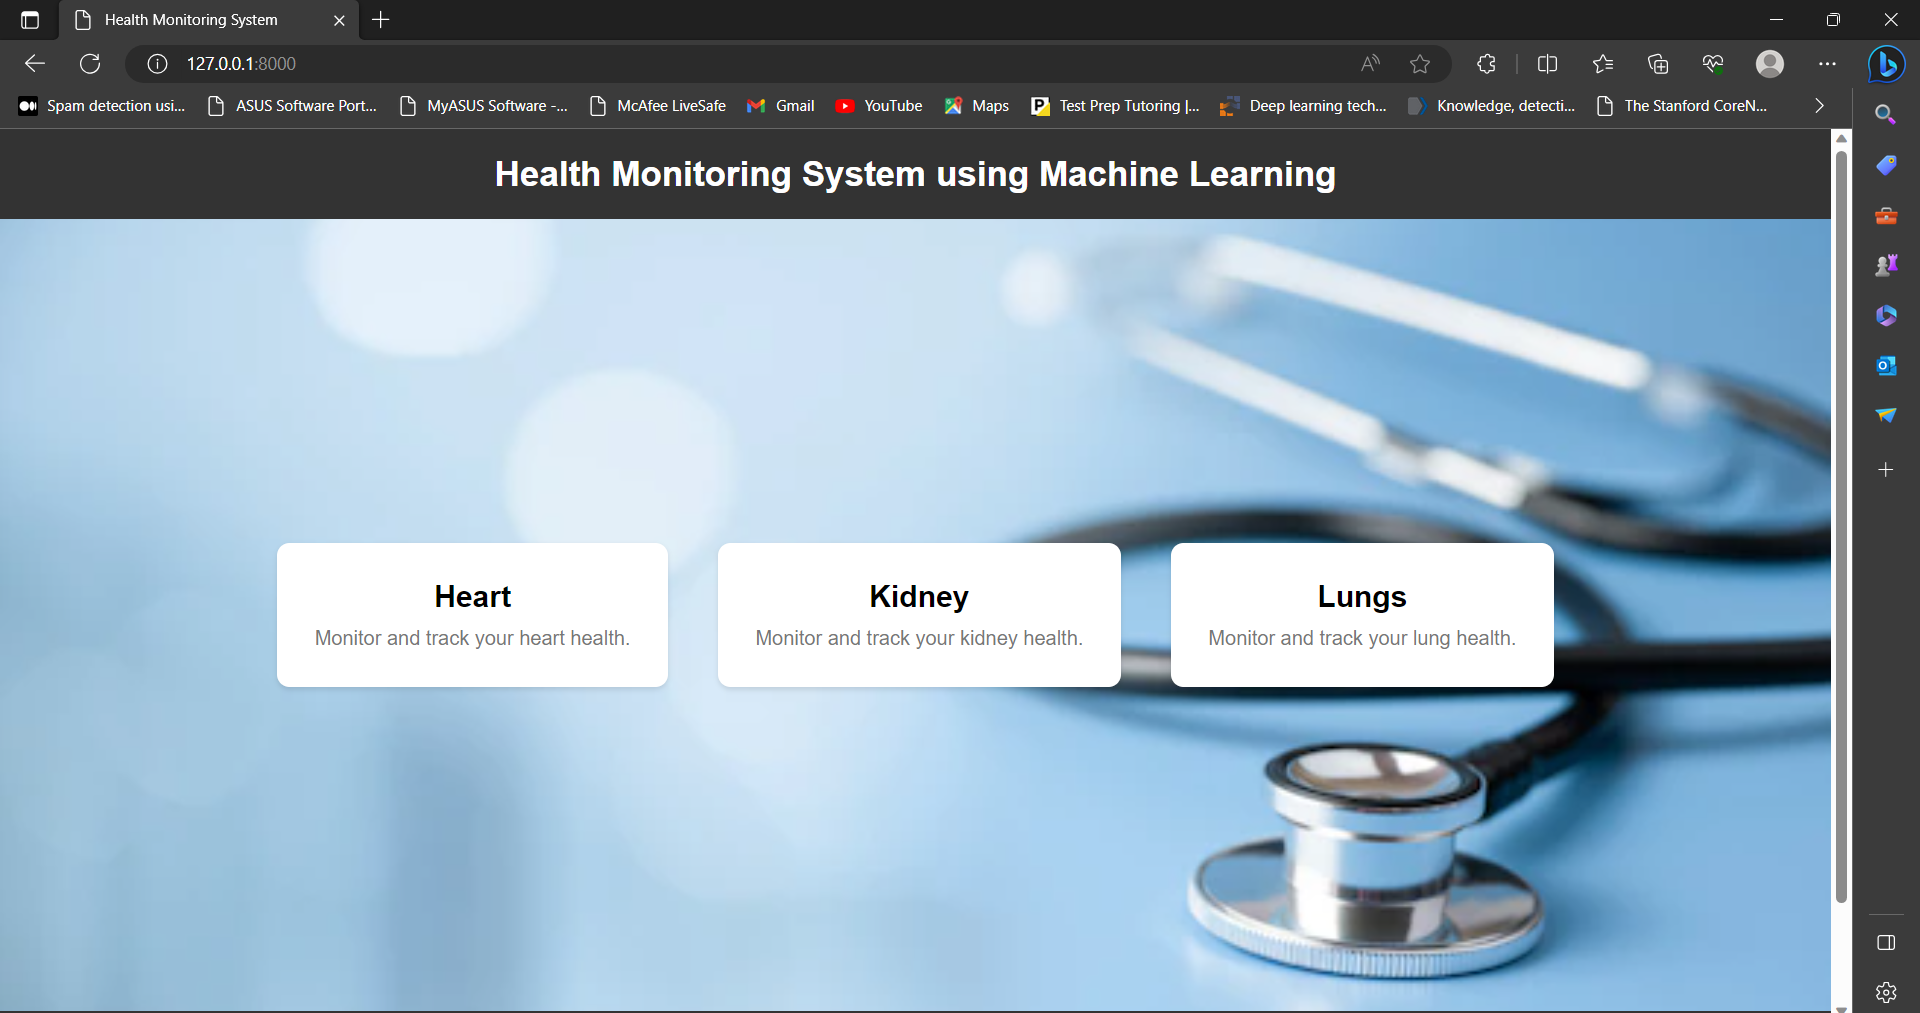 Health Monitoring System
127.0.0.1:8000
Spam detection usi... ASUS Software Port... MyASUS Software -... McAfee LiveSafe Gmail YouTube Maps Test Prep Tutoring |... Deep learning tech... Knowledge, detecti... The Stanford CoreN...
Health Monitoring System using Machine Learning
Heart
Monitor and track your heart health.
Kidney
Monitor and track your kidney health.
Lungs
Monitor and track your lung health.